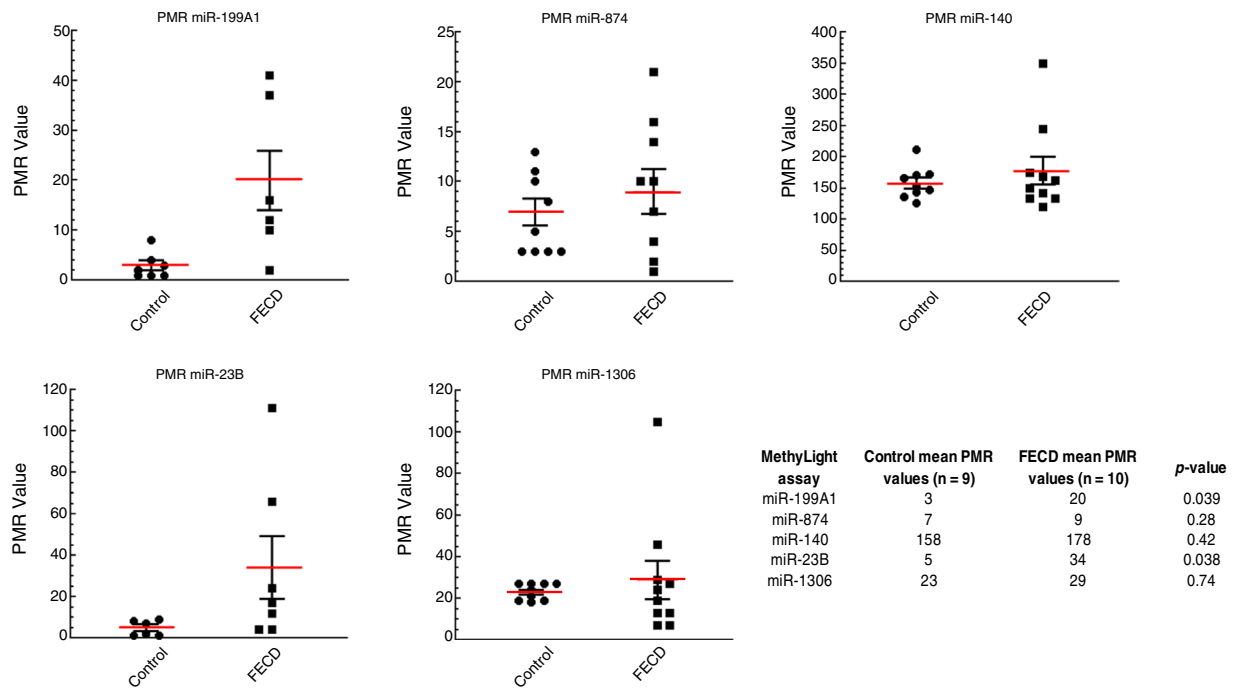 PMR miR-199A1
PMR Value
50
40
30
20
10
0
Control
FECD
PMR miR-874
PMR Value
25
20
15
10
5
0
Control
FECD
PMR miR-140
PMR Value
400
350
300
250
200
150
100
50
0
Control
FECD
PMR miR-23B
PMR Value
120
100
80
60
40
20
0
Control
FECD
PMR miR-1306
PMR Value
120
100
80
60
40
20
0
Control
FECD
MethyLight assay
Control mean PMR values (n = 9)
FECD mean PMR values (n = 10)
p-value
miR-199A1 3 20 0.039
miR-874 7 9 0.28
miR-140 158 178 0.42
miR-23B 5 34 0.038
miR-1306 23 29 0.74